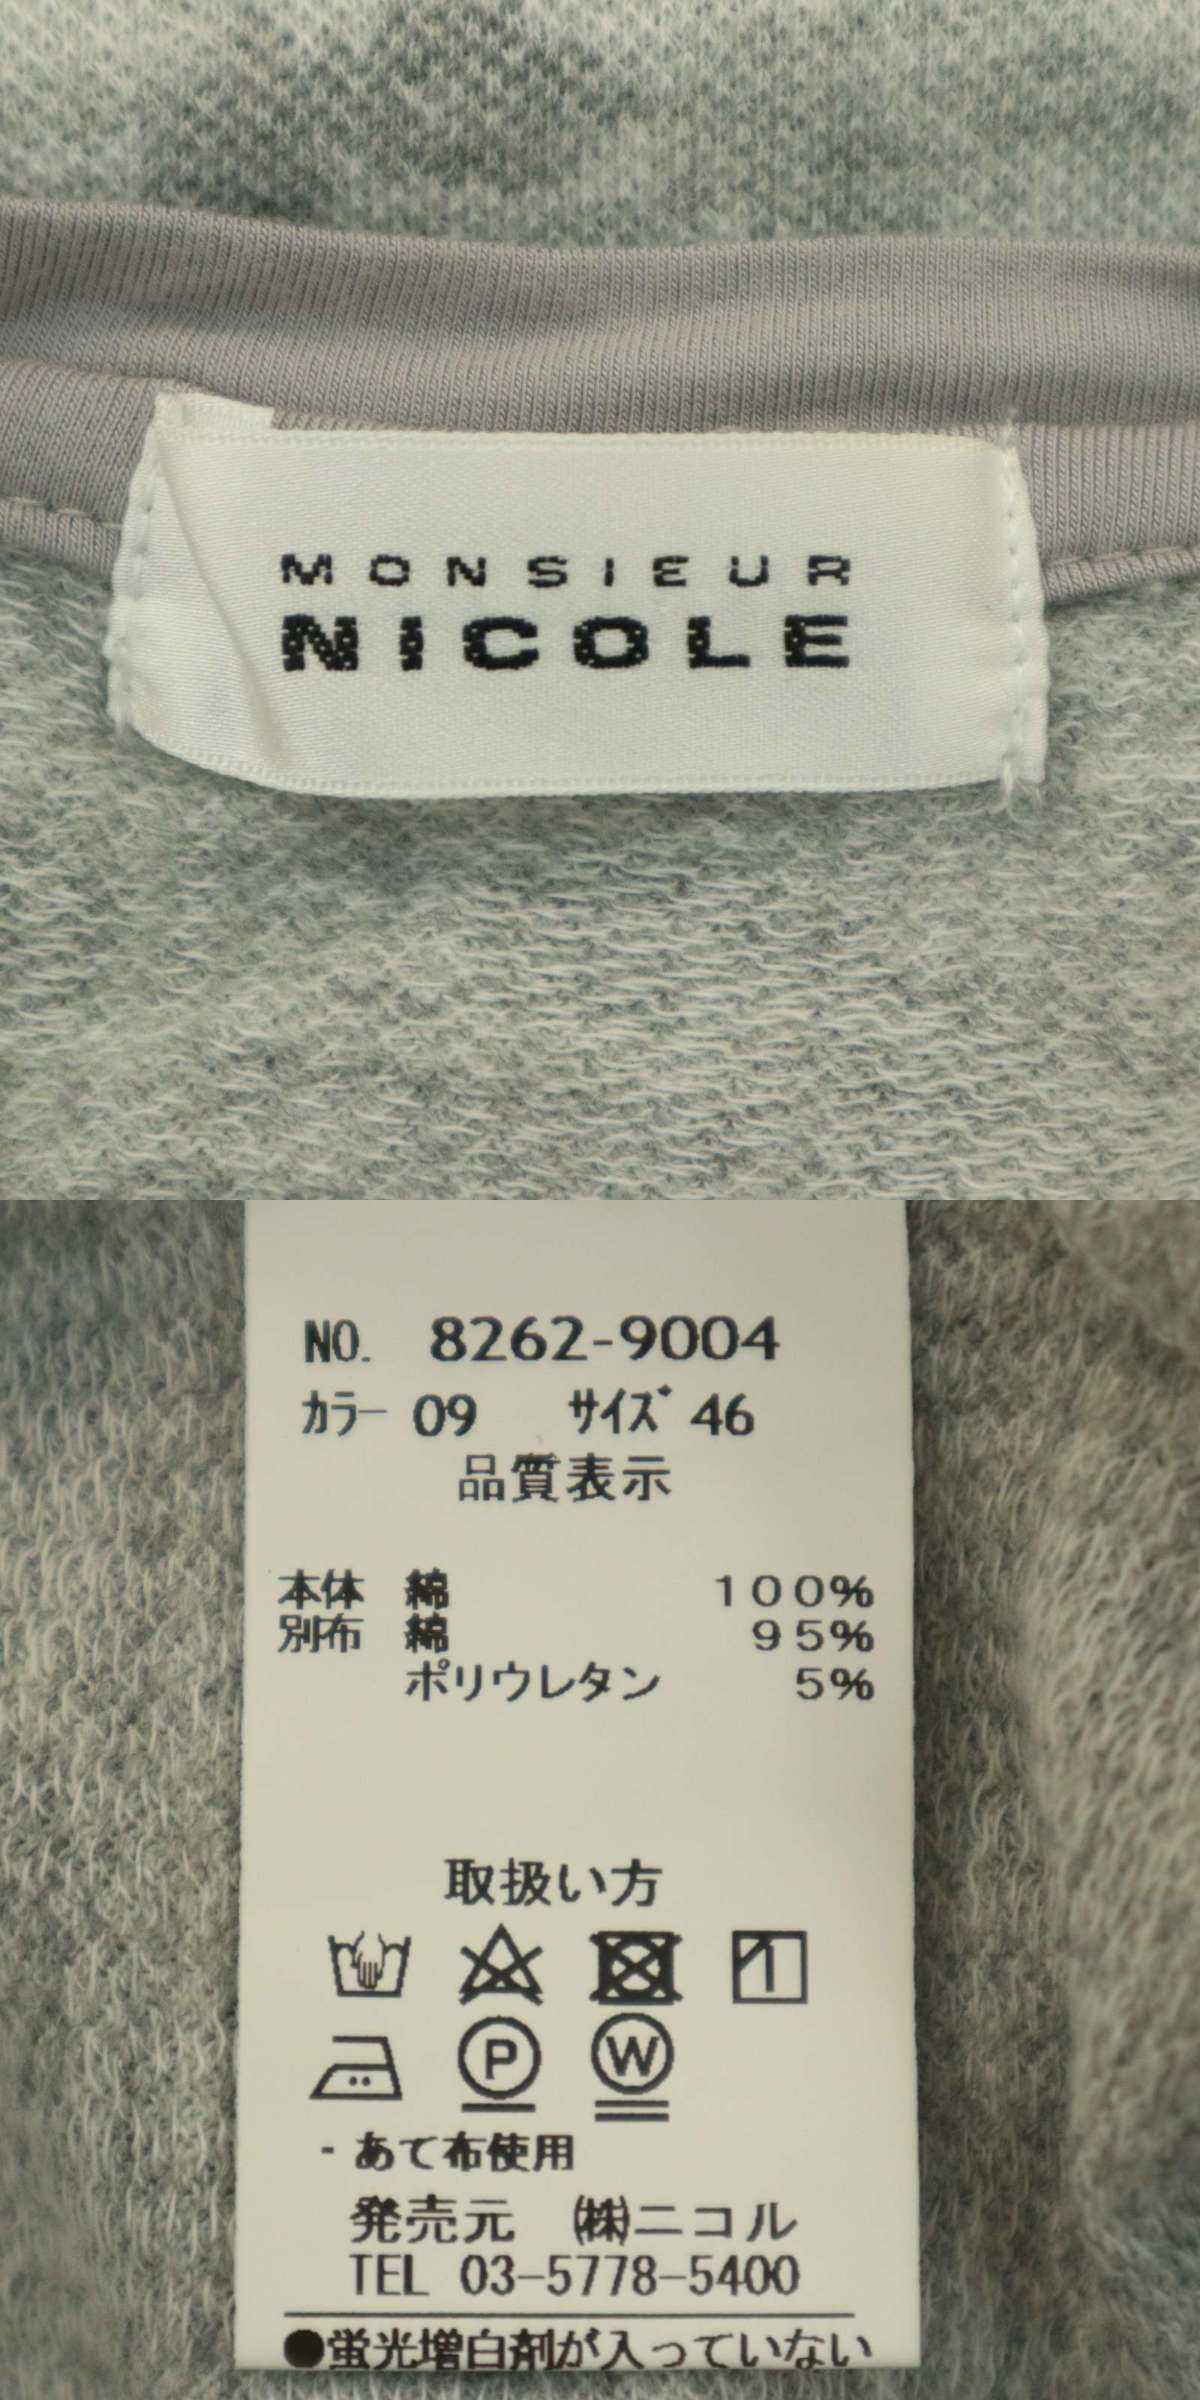 MONSIEUR
NICOLE
NO. 8262-9004
カラー 09 サイズ 46
品質表示
本体 綿 100%
別布 綿 95%
ポリウレタン 5%
取扱い方
P W
- あて布使用
発売元 ㈱ニコル
TEL 03-5778-5400
●蛍光増白剤が入っていない